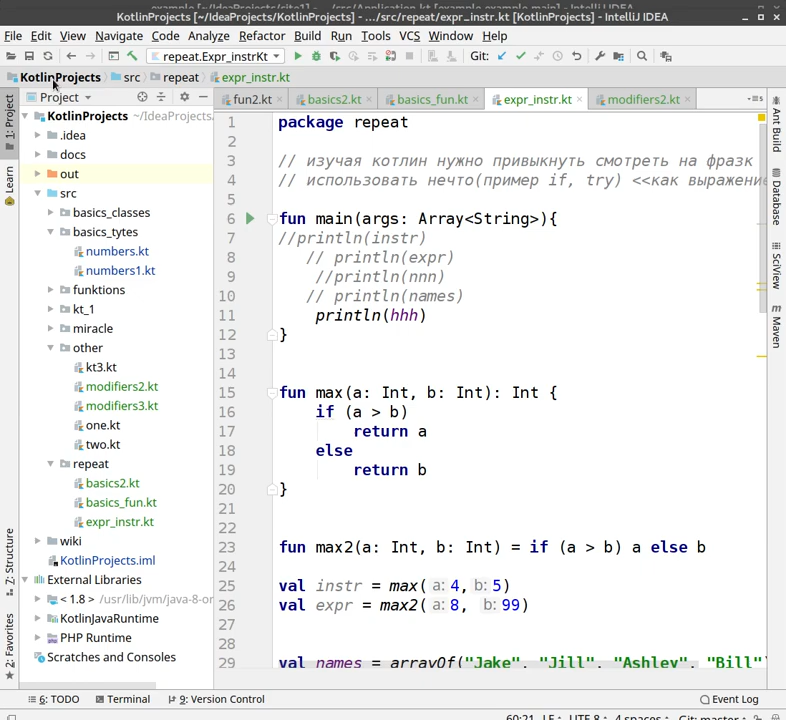 KotlinProjects [~/IdeaProjects/KotlinProjects] - .../src/repeat/expr_instr.kt [KotlinProjects] - IntelliJ IDEA
File Edit View Navigate Code Analyze Refactor Build Run Tools VCS Window Help
repeat.Expr_instrKt Git:
KotlinProjects src repeat expr_instr.kt
Project
fun2.kt basics2.kt basics_fun.kt expr_instr.kt modifiers2.kt
1: Project
Learn
7: Structure
2: Favorites
KotlinProjects ~/IdeaProjects
.idea
docs
out
src
basics_classes
basics_tytes
numbers.kt
numbers1.kt
funktions
kt_1
miracle
other
kt3.kt
modifiers2.kt
modifiers3.kt
one.kt
two.kt
repeat
basics2.kt
basics_fun.kt
expr_instr.kt
wiki
KotlinProjects.iml
External Libraries
< 1.8 > /usr/lib/jvm/java-8-or
KotlinJavaRuntime
PHP Runtime
Scratches and Consoles
1 package repeat
2
3 // изучая котлин нужно привыкнуть смотреть на фразк
4 // использовать нечто(пример if, try) <<как выражение
5
6 fun main(args: Array<String>){
7 //println(instr)
8 // println(expr)
9 //println(nnn)
10 // println(names)
11 println(hhh)
12 }
13
14
15 fun max(a: Int, b: Int): Int {
16 if (a > b)
17 return a
18 else
19 return b
20 }
21
22
23 fun max2(a: Int, b: Int) = if (a > b) a else b
24
25 val instr = max( a: 4, b: 5)
26 val expr = max2( a: 8, b: 99)
27
28
29 val names = arrayOf("Jake", "Jill", "Ashley", "Bill")
Ant Build
Database
SciView
Maven
6: TODO Terminal 9: Version Control Event Log
60:21 LF UTF-8 4 spaces Git: master